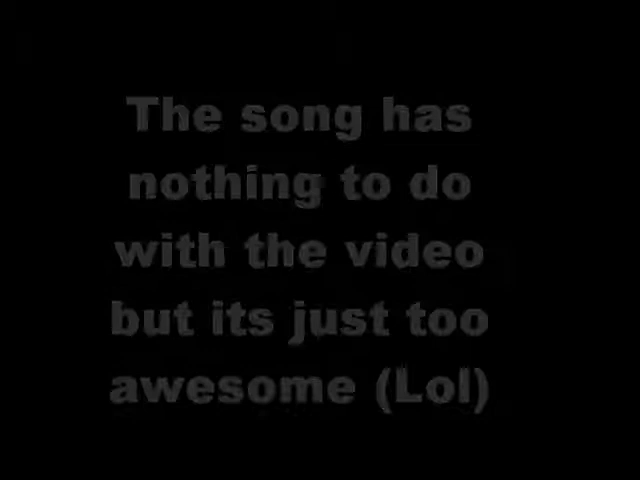 The song has
nothing to do
with the video
but its just too
awesome (Lol)